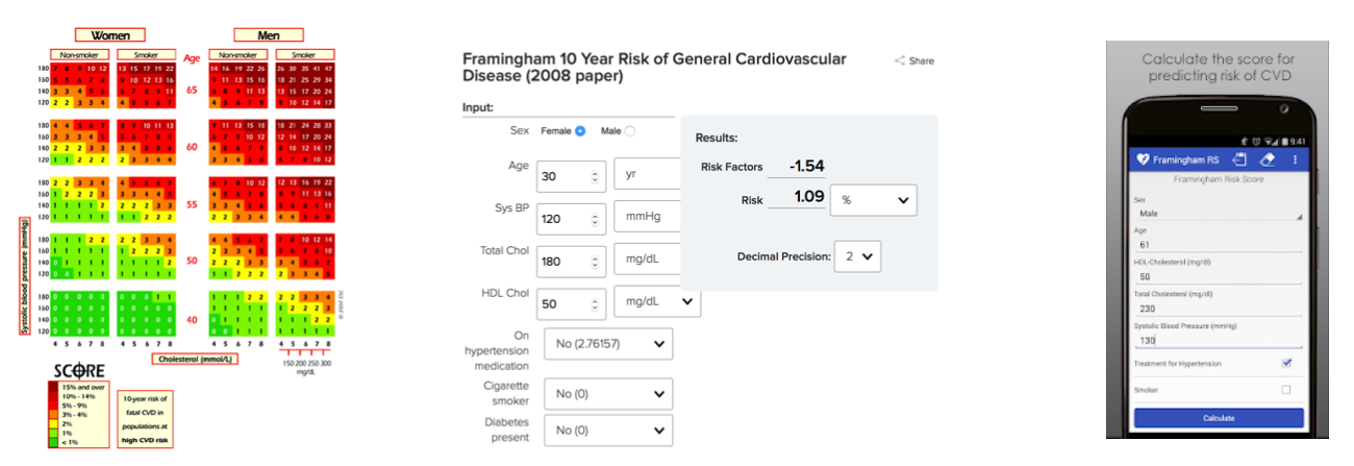 Women
Men
Non-smoker
Smoker
Age
Non-smoker
Smoker
180 7 8 9 10 12 13 15 17 19 22 14 16 19 22 26 26 30 35 41 47
160 5 5 6 7 8 9 10 12 13 16 9 11 13 15 16 18 21 25 29 34
140 3 3 4 5 5 6 7 8 9 11 65 6 8 9 11 13 13 15 17 20 24
120 2 2 3 3 4 4 5 5 6 7 4 5 6 7 9 9 10 12 14 17
180 4 4 5 6 7 8 9 10 11 13 9 11 13 15 18 18 21 24 28 33
160 3 3 3 4 5 5 6 7 8 9 6 7 9 10 12 12 14 17 20 24
140 2 2 2 3 3 3 4 5 5 6 60 4 5 6 7 9 8 10 12 14 17
120 1 1 2 2 2 2 3 3 4 4 3 3 4 5 6 6 7 8 10 12
180 2 2 3 3 4 4 5 5 6 7 6 7 8 10 12 12 13 16 19 22
160 1 2 2 2 3 3 3 4 4 5 4 5 6 7 8 8 9 11 13 16
140 1 1 1 1 2 2 2 2 3 3 55 3 3 4 5 6 5 6 8 9 11
120 1 1 1 1 1 1 1 2 2 2 2 2 3 3 4 4 4 5 6 8
180 1 1 1 2 2 2 2 3 3 4 4 4 5 6 7 7 8 10 12 14
160 1 1 1 1 1 1 2 2 2 3 2 3 3 4 5 5 6 7 8 10
140 0 1 1 1 1 1 1 1 1 2 50 2 2 2 3 3 3 4 5 6 7
120 0 0 1 1 1 1 1 1 1 1 1 1 2 2 2 2 3 3 4 5
180 0 0 0 0 0 0 0 0 1 1 1 1 1 2 2 2 2 3 3 4
160 0 0 0 0 0 0 0 0 0 0 1 1 1 1 1 1 2 2 2 3
140 0 0 0 0 0 0 0 0 0 0 40 0 1 1 1 1 1 1 1 2 2
120 0 0 0 0 0 0 0 0 0 0 0 0 1 1 1 1 1 1 1 1
4 5 6 7 8 4 5 6 7 8 4 5 6 7 8 4 5 6 7 8
Systolic blood pressure (mmHg)
© 2007 ESC
Cholesterol (mmol/L)
150 200 250 300
mg/dL
SCORE
15% and over
10% - 14%
5% - 9%
3% - 4%
2%
1%
< 1%
10-year risk of
fatal CVD in
populations at
high CVD risk
Framingham 10 Year Risk of General Cardiovascular
Disease (2008 paper)
Share
Input:
Sex Female Male
Age 30 yr
Sys BP 120 mmHg
Total Chol 180 mg/dL
HDL Chol 50 mg/dL
On
hypertension
medication
No (2.76157)
Cigarette
smoker
No (0)
Diabetes
present
No (0)
Results:
Risk Factors -1.54
Risk 1.09 %
Decimal Precision: 2
Calculate the score for
predicting risk of CVD
9:41
Framingham RS
Framingham Risk Score
Sex
Male
Age
61
HDL-Cholesterol (mg/dl)
50
Total Cholesterol (mg/dl)
230
Systolic Blood Pressure (mmHg)
130
Treatment for Hypertension
Smoker
Calculate